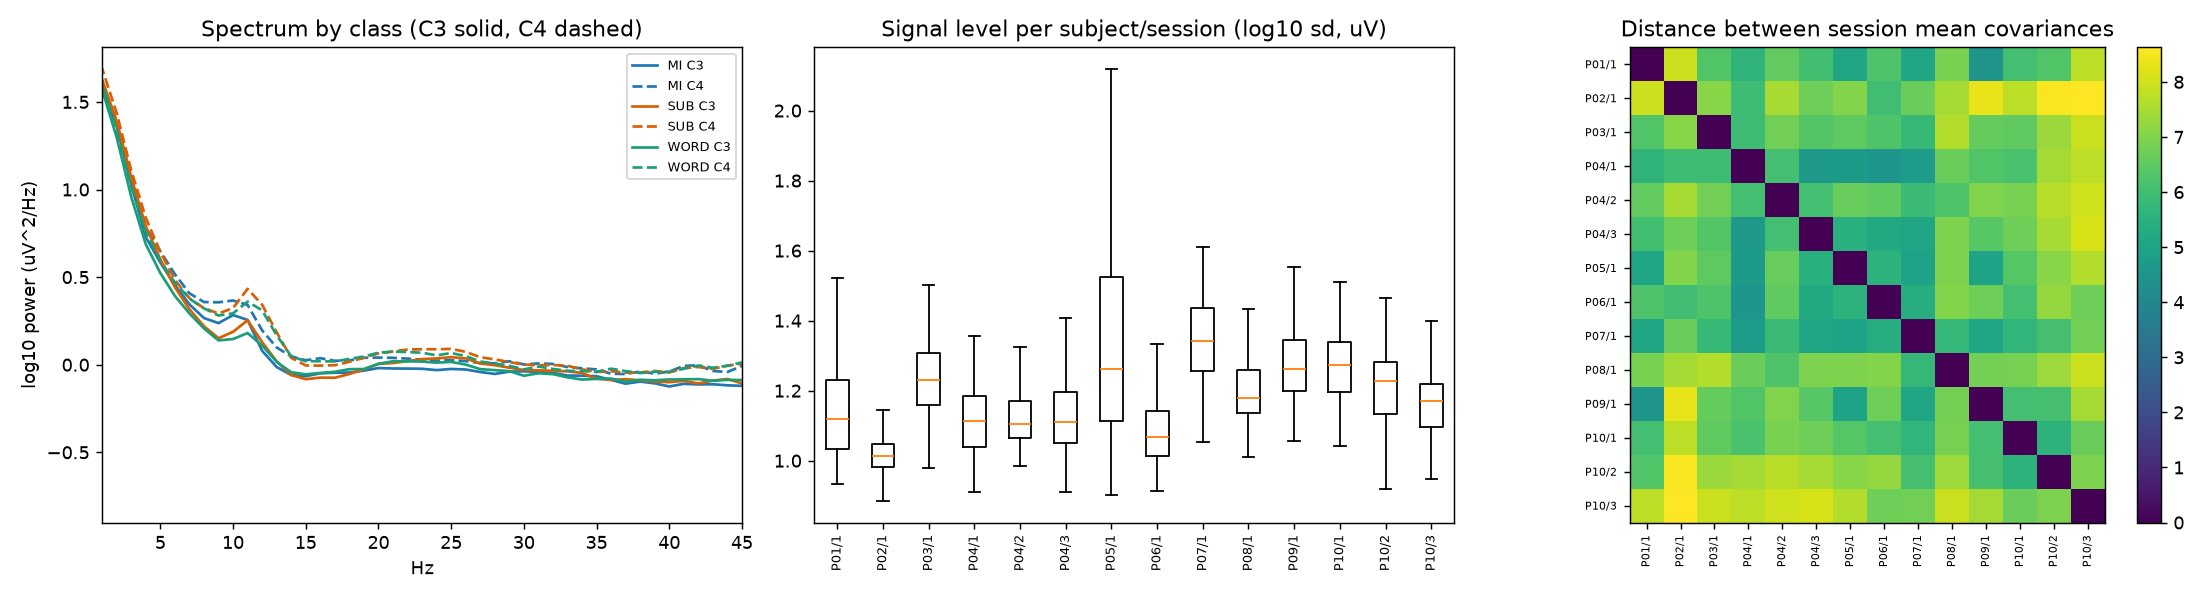 Spectrum by class (C3 solid, C4 dashed)
log10 power (uV^2/Hz)
1.5
1.0
0.5
0.0
−0.5
MI C3
MI C4
SUB C3
SUB C4
WORD C3
WORD C4
5 10 15 20 25 30 35 40 45
Hz
Signal level per subject/session (log10 sd, uV)
2.0
1.8
1.6
1.4
1.2
1.0
P01/1 P02/1 P03/1 P04/1 P04/2 P04/3 P05/1 P06/1 P07/1 P08/1 P09/1 P10/1 P10/2 P10/3
Distance between session mean covariances
P01/1
P02/1
P03/1
P04/1
P04/2
P04/3
P05/1
P06/1
P07/1
P08/1
P09/1
P10/1
P10/2
P10/3
P01/1 P02/1 P03/1 P04/1 P04/2 P04/3 P05/1 P06/1 P07/1 P08/1 P09/1 P10/1 P10/2 P10/3
8
7
6
5
4
3
2
1
0